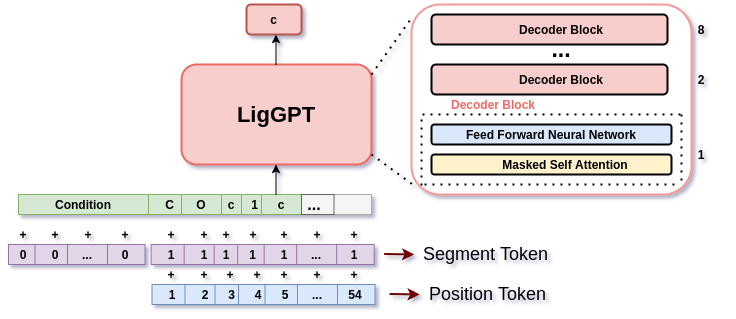 c
LigGPT
Decoder Block 8
...
Decoder Block 2
Decoder Block
Feed Forward Neural Network
Masked Self Attention 1
Condition C O c 1 c ...
+ + + + + + + + + + +
0 0 ... 0 1 1 1 1 1 ... 1 Segment Token
+ + + + + + +
1 2 3 4 5 ... 54 Position Token